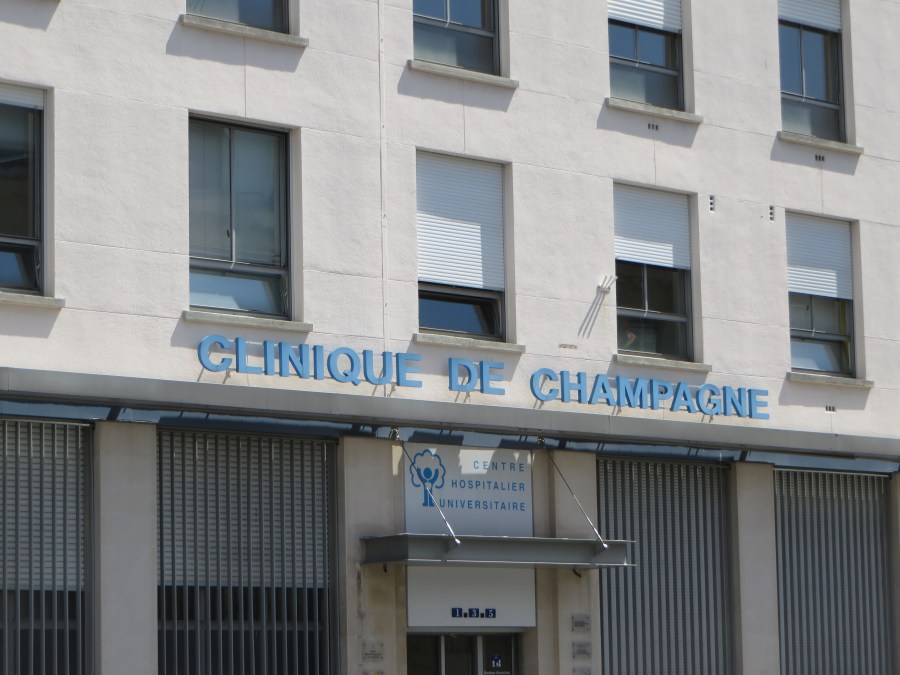 CLINIQUE DE CHAMPAGNE
CENTRE
HOSPITALIER
UNIVERSITAIRE
1.3.5